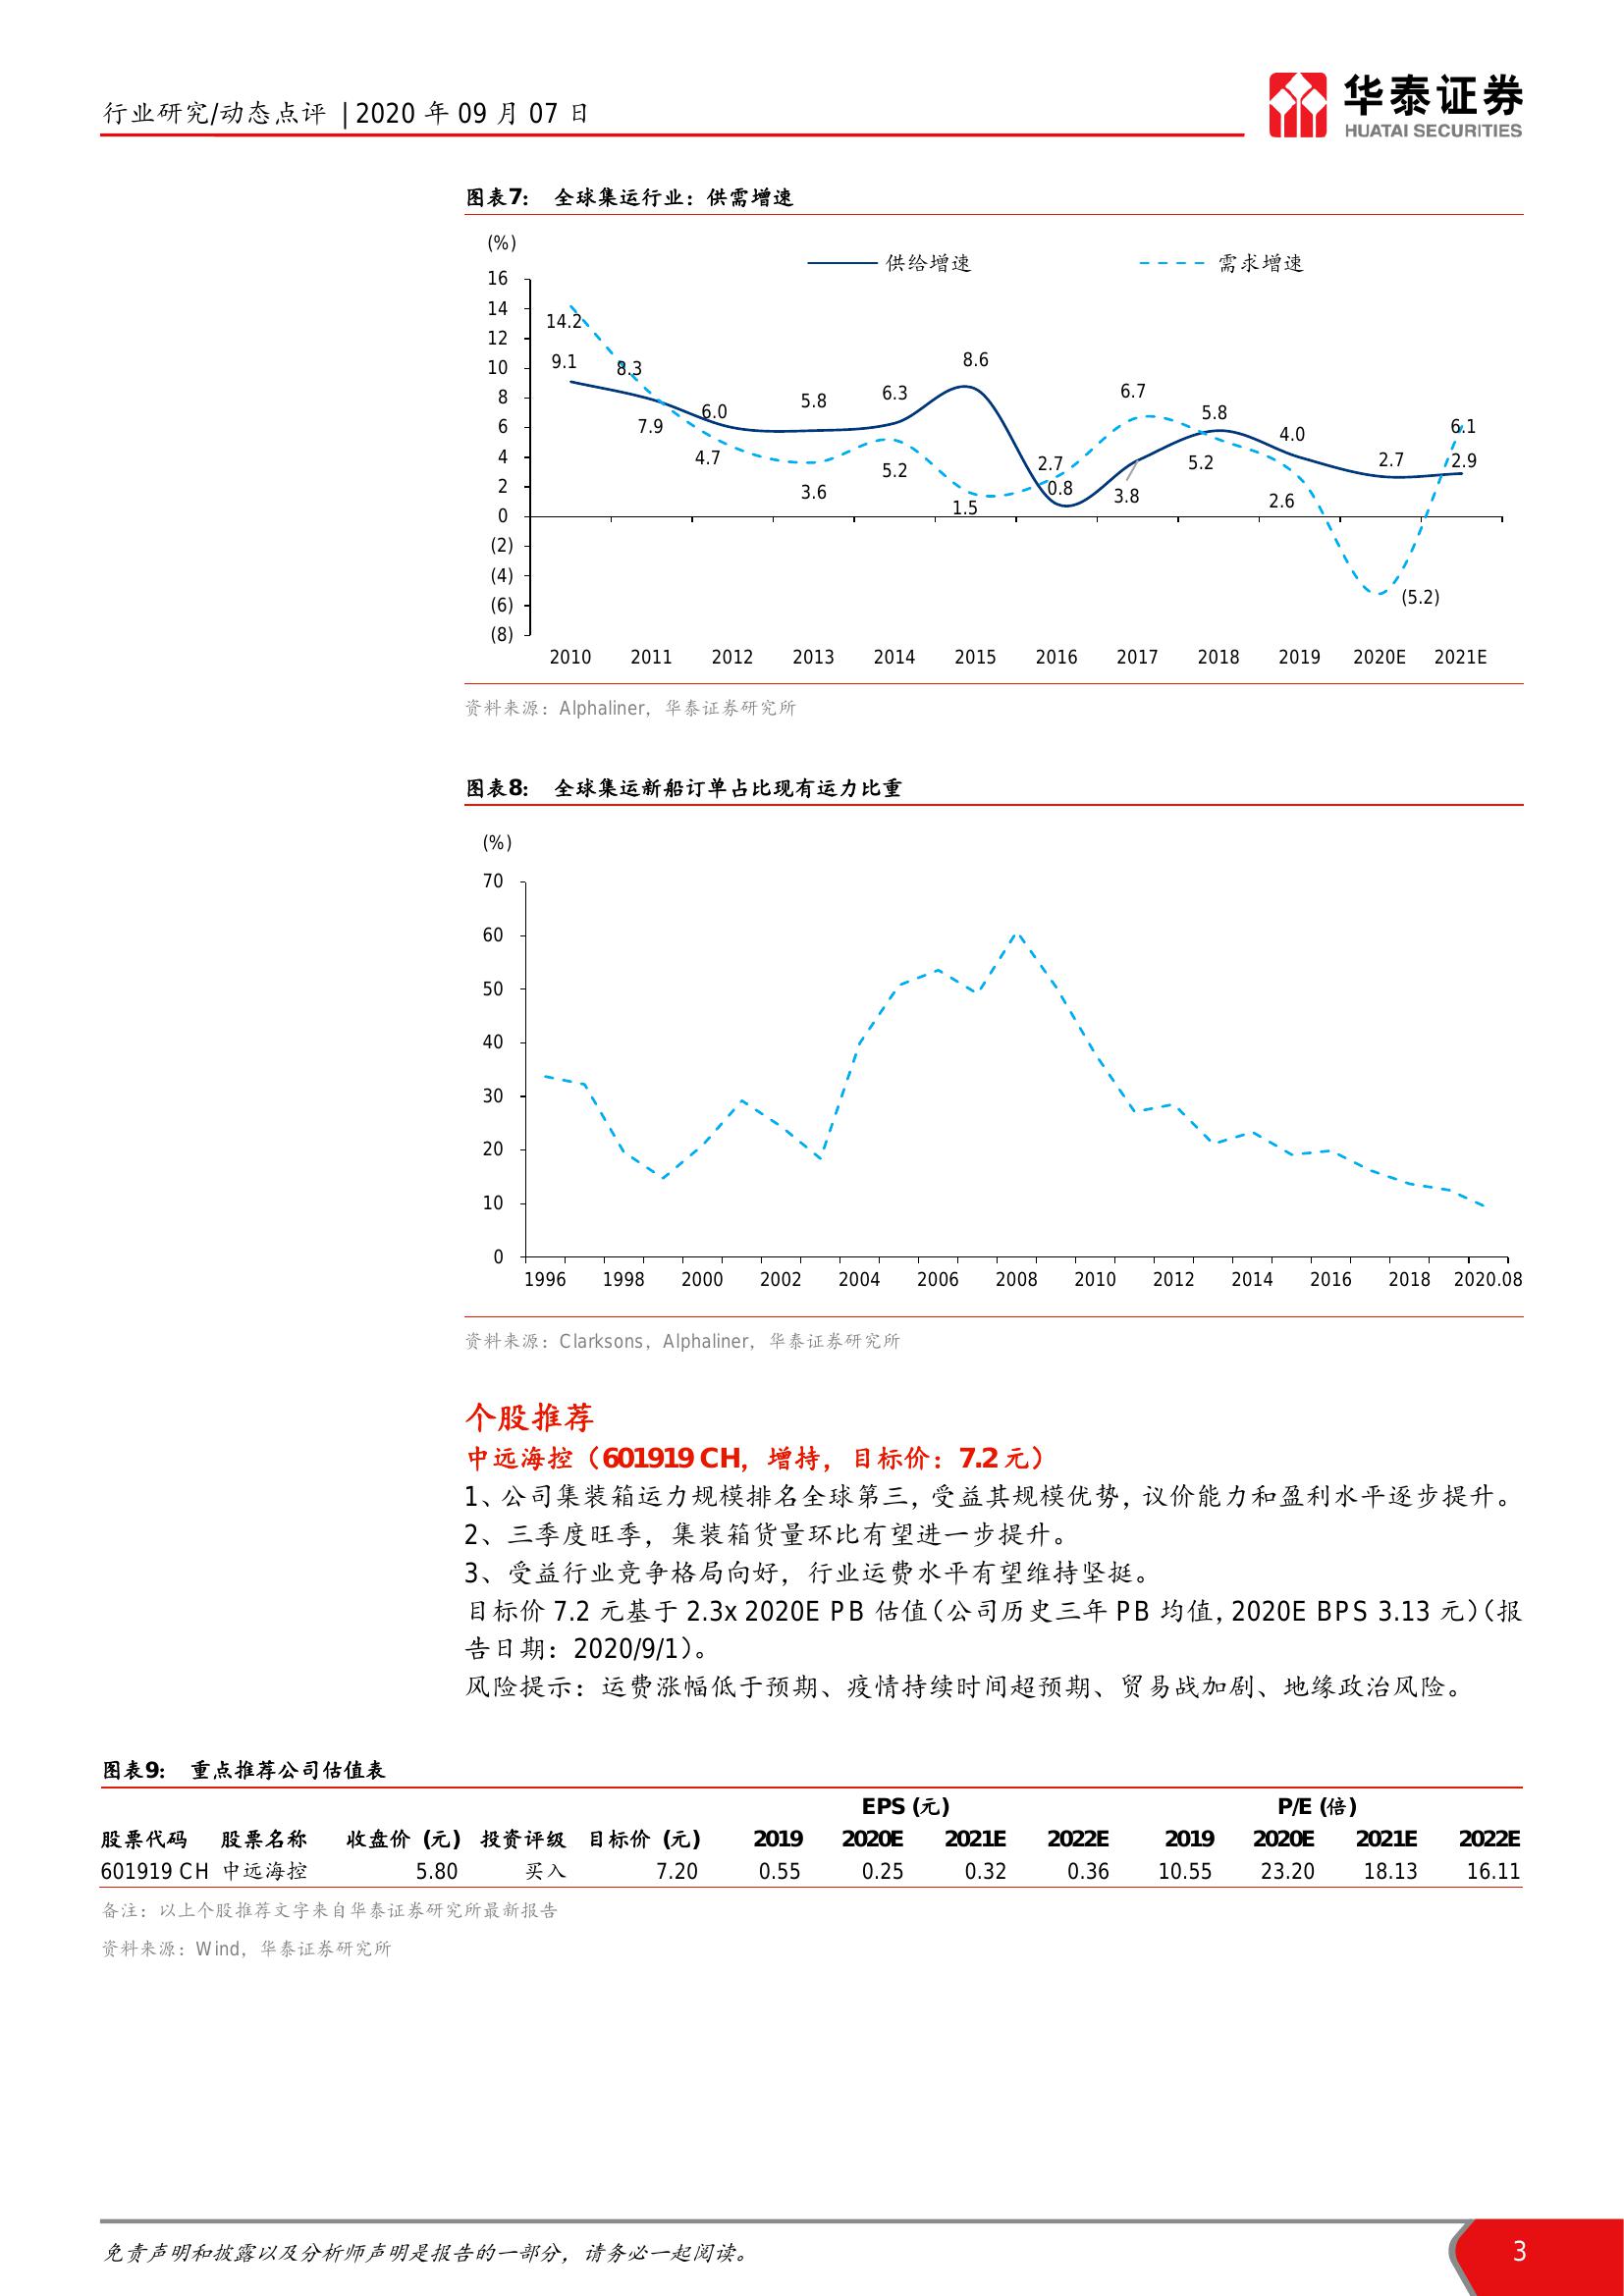 行业研究/动态点评 | 2020 年 09 月 07 日
华泰证券
HUATAI SECURITIES
图表7： 全球集运行业：供需增速
(%)
供给增速 需求增速
16
14
12
10
8
6
4
2
0
(2)
(4)
(6)
(8)
14.2
9.1 8.3 7.9 6.0 4.7 5.8 3.6 6.3 5.2 8.6 1.5 2.7 0.8 6.7 3.8 5.8 5.2 4.0 2.6 2.7 (5.2) 6.1 2.9
2010 2011 2012 2013 2014 2015 2016 2017 2018 2019 2020E 2021E
资料来源：Alphaliner，华泰证券研究所
图表8： 全球集运新船订单占比现有运力比重
(%)
70
60
50
40
30
20
10
0
1996 1998 2000 2002 2004 2006 2008 2010 2012 2014 2016 2018 2020.08
资料来源：Clarksons，Alphaliner，华泰证券研究所
个股推荐
中远海控（601919 CH，增持，目标价：7.2 元）
1、公司集装箱运力规模排名全球第三，受益其规模优势，议价能力和盈利水平逐步提升。
2、三季度旺季，集装箱货量环比有望进一步提升。
3、受益行业竞争格局向好，行业运费水平有望维持坚挺。
目标价 7.2 元基于 2.3x 2020E PB 估值（公司历史三年 PB 均值，2020E BPS 3.13 元）（报
告日期：2020/9/1）。
风险提示：运费涨幅低于预期、疫情持续时间超预期、贸易战加剧、地缘政治风险。
图表9： 重点推荐公司估值表
EPS (元) P/E (倍)
股票代码 股票名称 收盘价 (元) 投资评级 目标价 (元) 2019 2020E 2021E 2022E 2019 2020E 2021E 2022E
601919 CH 中远海控 5.80 买入 7.20 0.55 0.25 0.32 0.36 10.55 23.20 18.13 16.11
备注：以上个股推荐文字来自华泰证券研究所最新报告
资料来源：Wind，华泰证券研究所
免责声明和披露以及分析师声明是报告的一部分，请务必一起阅读。
3